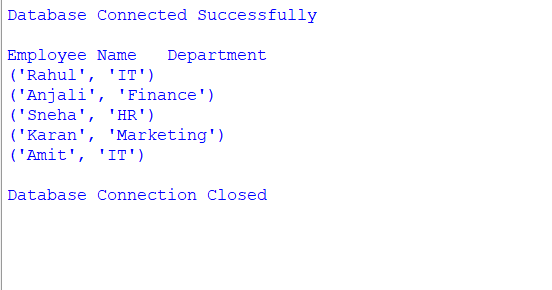 Database Connected Successfully
Employee Name   Department
('Rahul', 'IT')
('Anjali', 'Finance')
('Sneha', 'HR')
('Karan', 'Marketing')
('Amit', 'IT')
Database Connection Closed